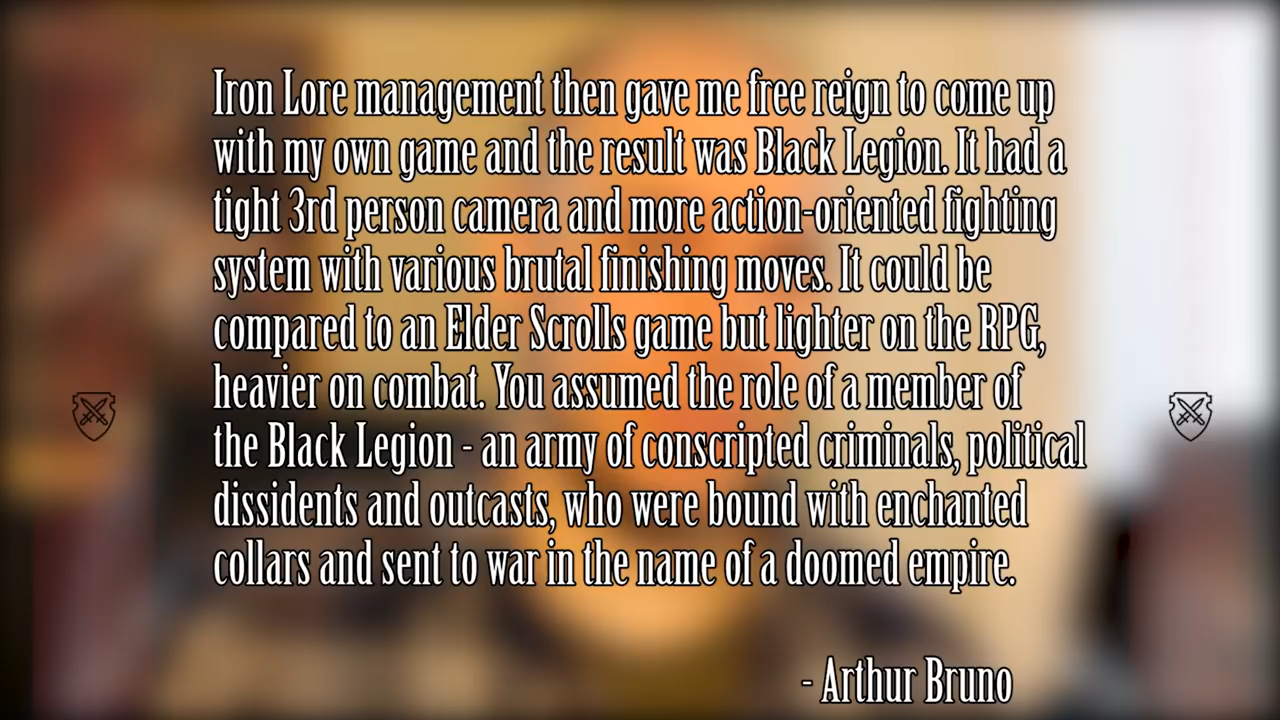 Iron Lore management then gave me free reign to come up
with my own game and the result was Black Legion. It had a
tight 3rd person camera and more action-oriented fighting
system with various brutal finishing moves. It could be
compared to an Elder Scrolls game but lighter on the RPG,
heavier on combat. You assumed the role of a member of
the Black Legion - an army of conscripted criminals, political
dissidents and outcasts, who were bound with enchanted
collars and sent to war in the name of a doomed empire.
- Arthur Bruno